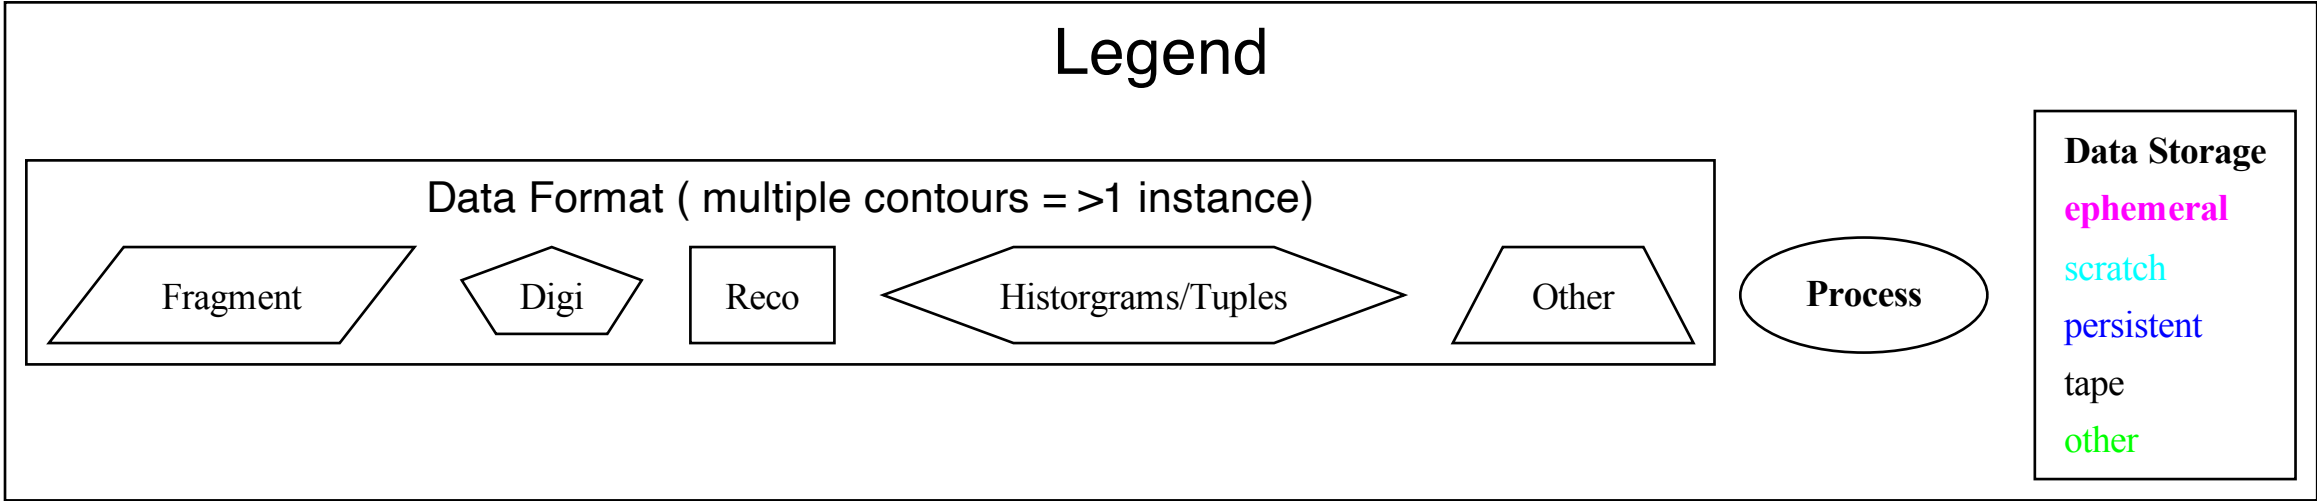 Legend
Data Format ( multiple contours = >1 instance)
Fragment
Digi
Reco
Historgrams/Tuples
Other
Process
Data Storage
ephemeral
scratch
persistent
tape
other